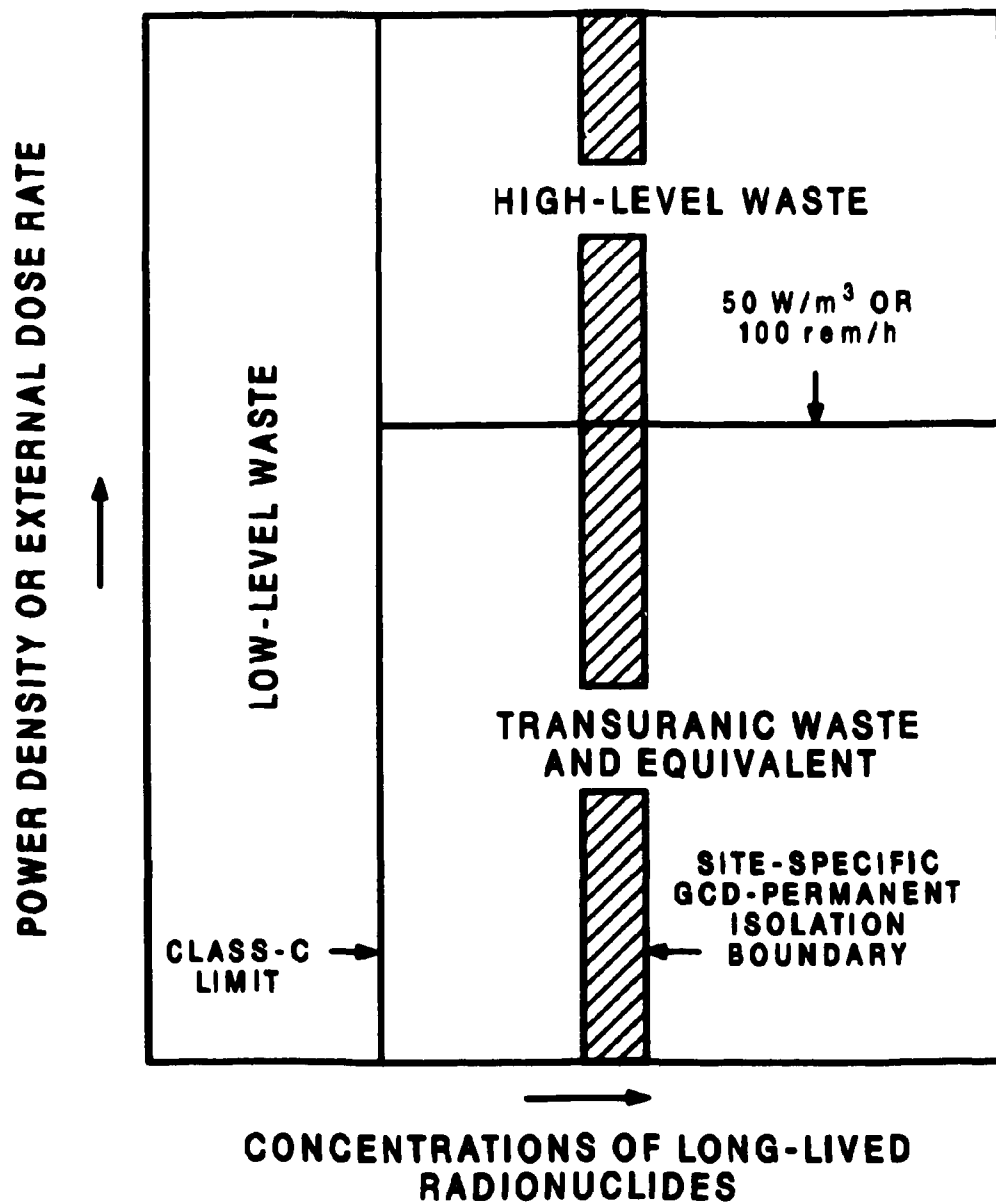 POWER DENSITY OR EXTERNAL DOSE RATE
LOW-LEVEL WASTE
HIGH-LEVEL WASTE
50 W/m³ OR
100 rem/h
TRANSURANIC WASTE
AND EQUIVALENT
SITE-SPECIFIC
GCD-PERMANENT
ISOLATION
BOUNDARY
CLASS-C
LIMIT
CONCENTRATIONS OF LONG-LIVED
RADIONUCLIDES